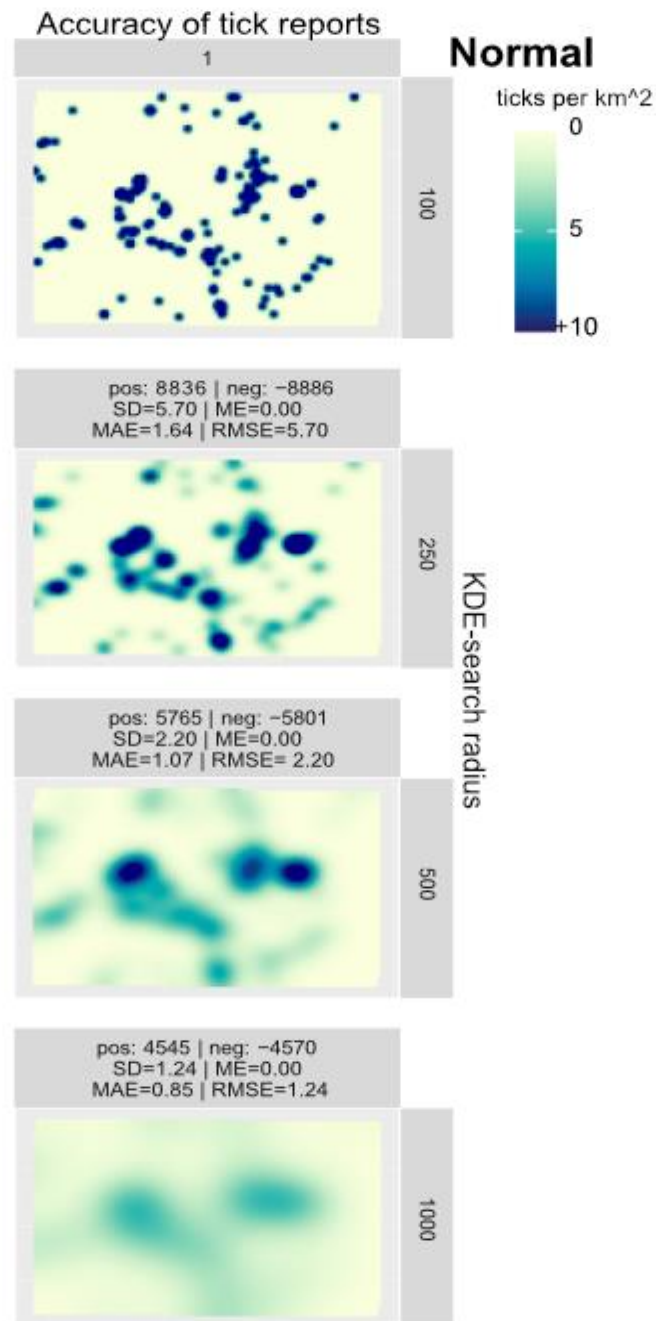 Accuracy of tick reports
1
Normal
ticks per km^2
0
5
+10
100
pos: 8836 | neg: −8886
SD=5.70 | ME=0.00
MAE=1.64 | RMSE=5.70
250
KDE-search radius
pos: 5765 | neg: −5801
SD=2.20 | ME=0.00
MAE=1.07 | RMSE= 2.20
500
pos: 4545 | neg: −4570
SD=1.24 | ME=0.00
MAE=0.85 | RMSE=1.24
1000